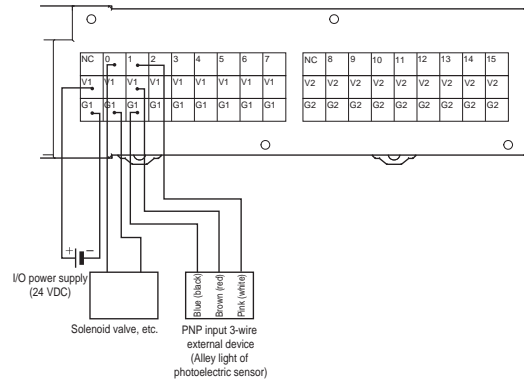 NC 0 1 2 3 4 5 6 7
V1 V1 V1 V1 V1 V1 V1 V1 V1
G1 G1 G1 G1 G1 G1 G1 G1 G1
NC 8 9 10 11 12 13 14 15
V2 V2 V2 V2 V2 V2 V2 V2 V2
G2 G2 G2 G2 G2 G2 G2 G2 G2
+ −
I/O power supply
(24 VDC)
Solenoid valve, etc.
Blue (black)
Brown (red)
Pink (white)
PNP input 3-wire
external device
(Alley light of
photoelectric sensor)